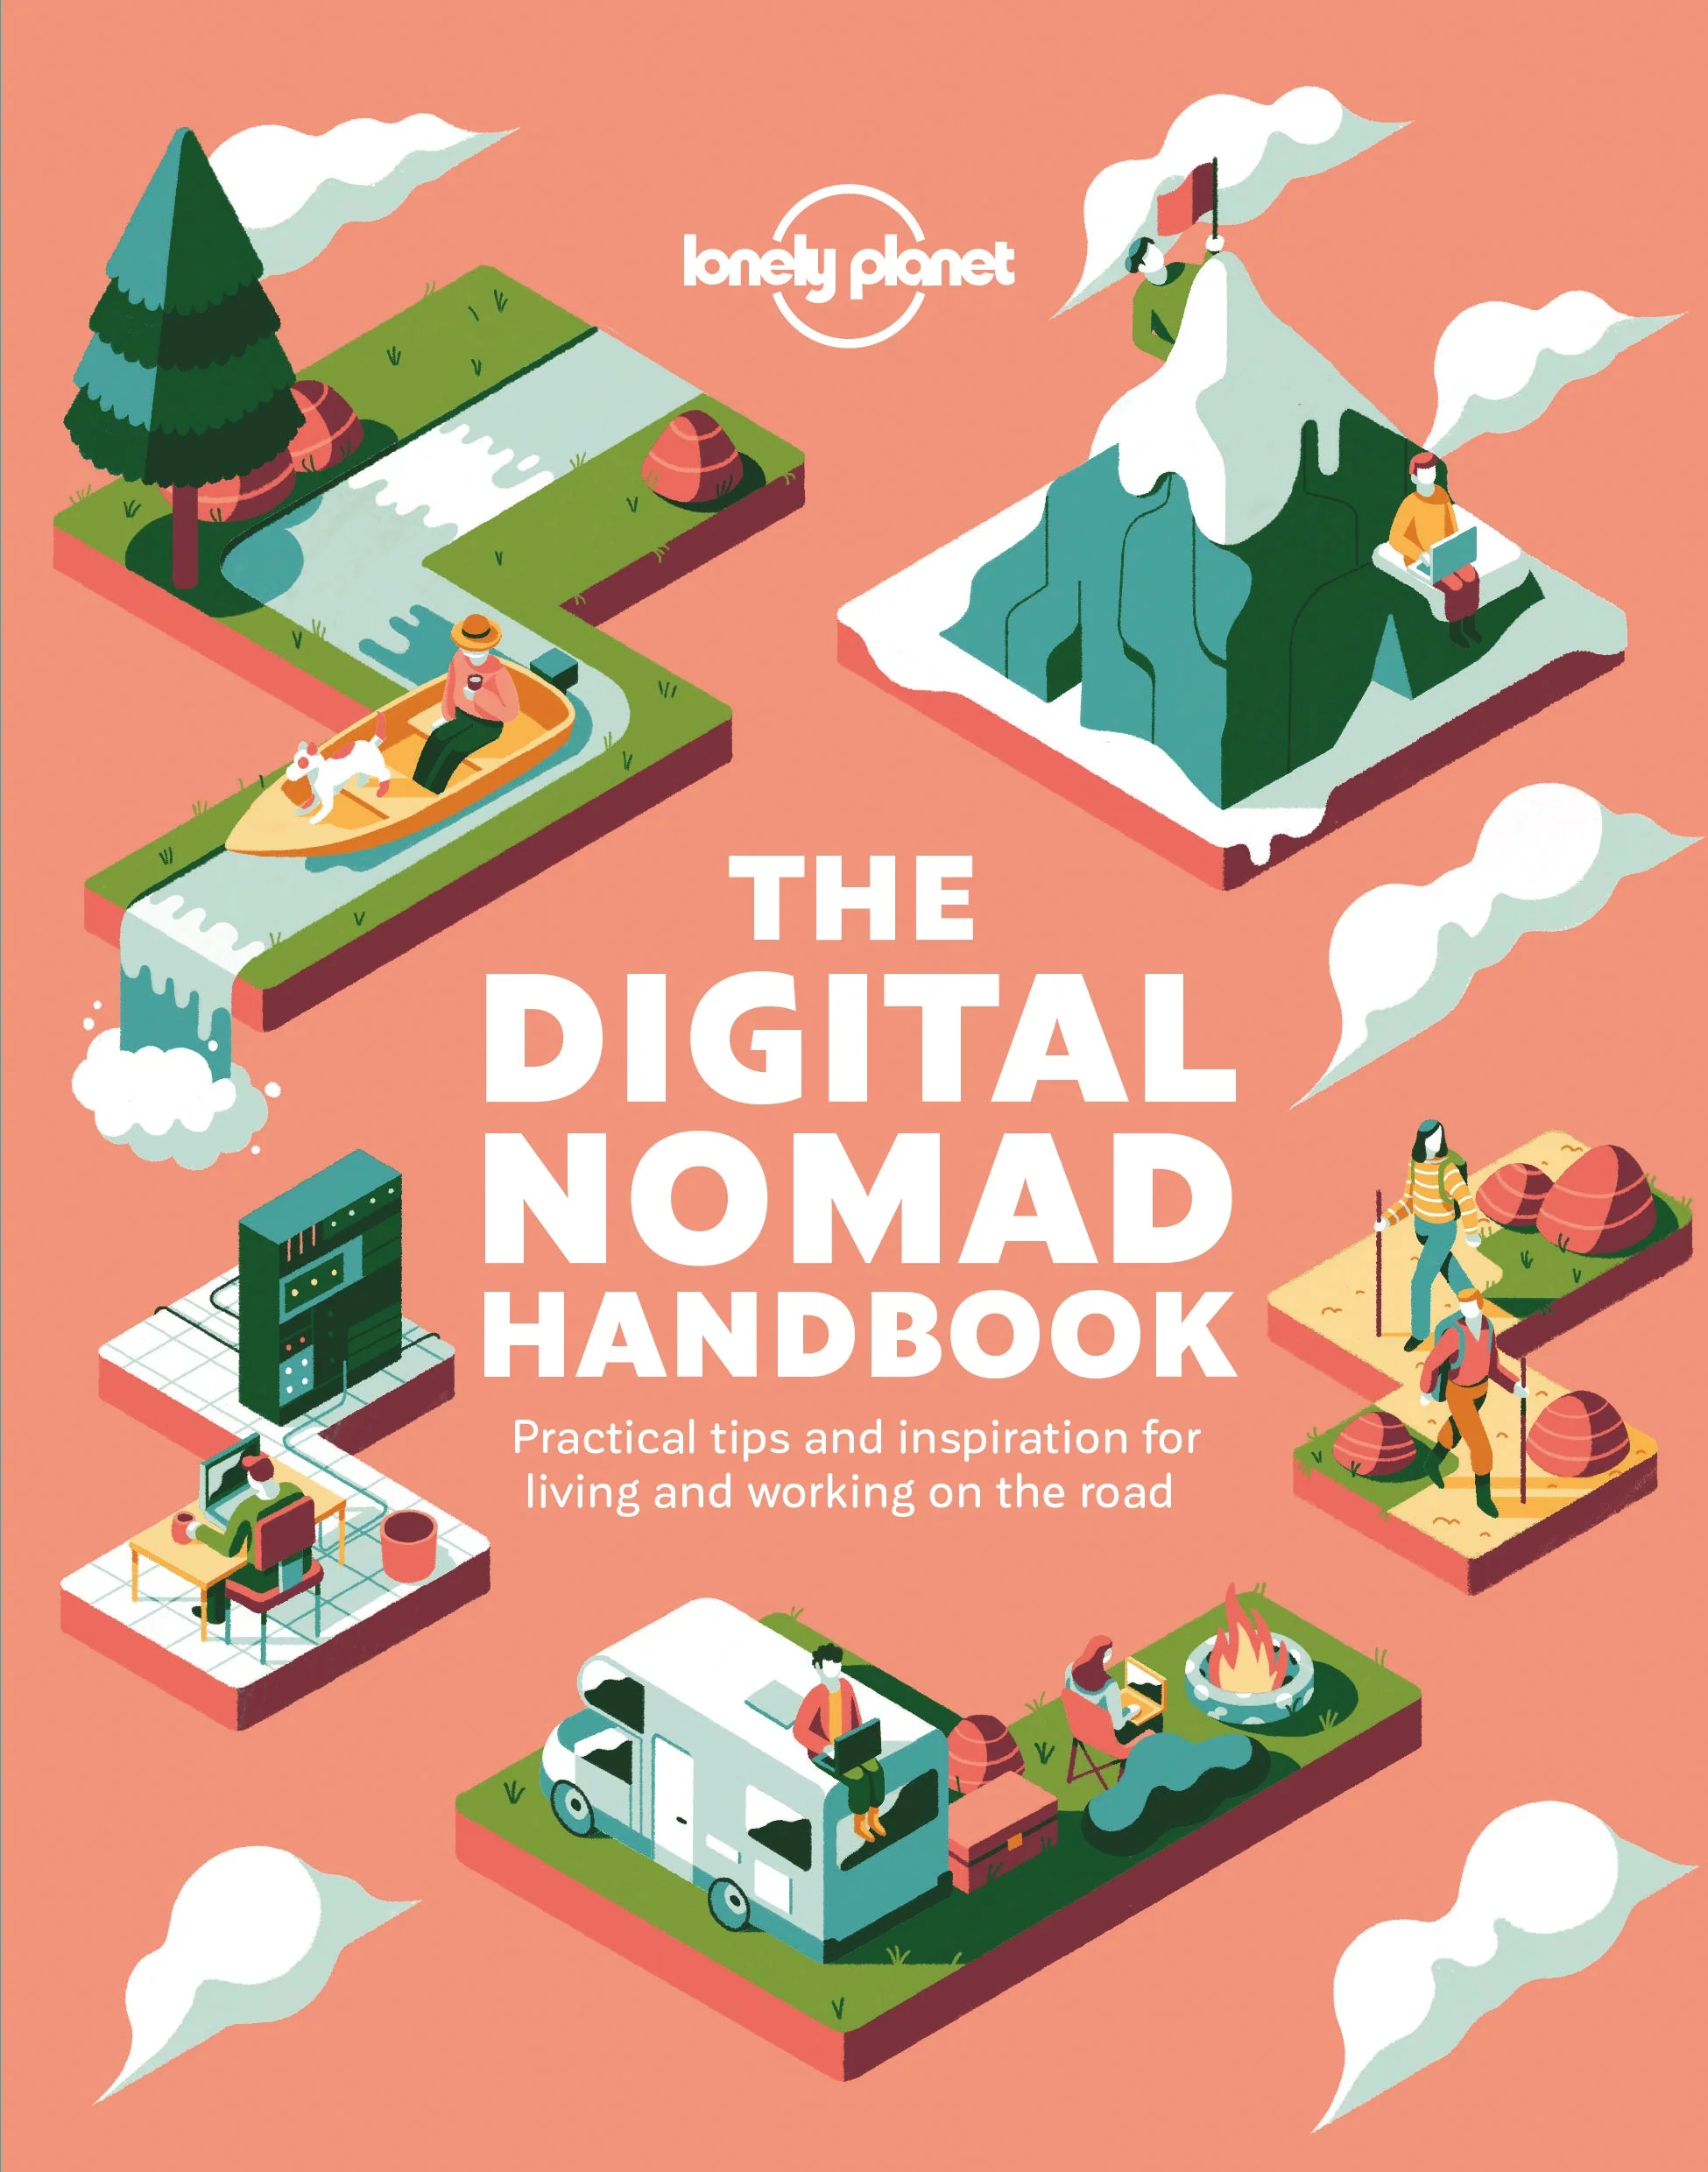 lonely planet
THE
DIGITAL
NOMAD
HANDBOOK
Practical tips and inspiration for
living and working on the road